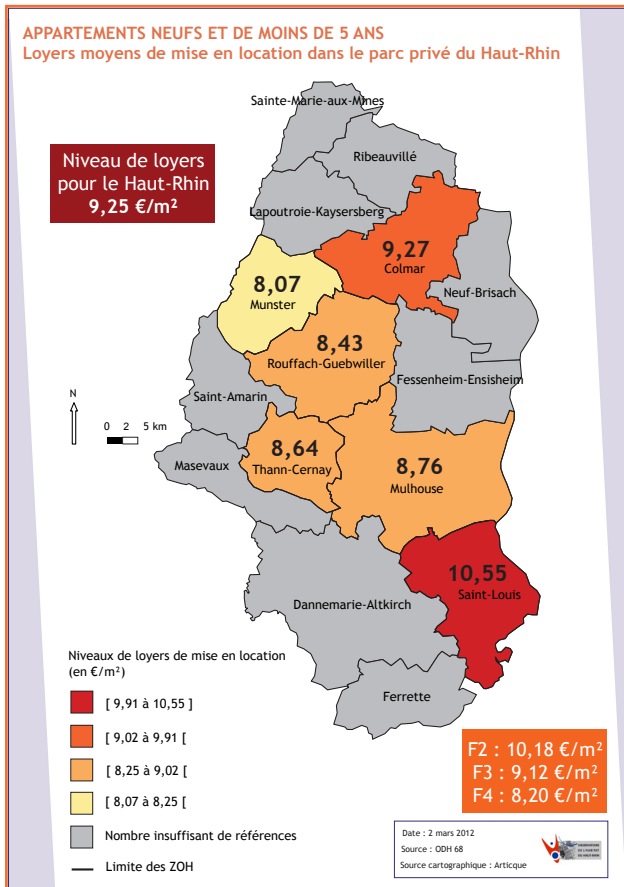 APPARTEMENTS NEUFS ET DE MOINS DE 5 ANS
Loyers moyens de mise en location dans le parc privé du Haut-Rhin
Sainte-Marie-aux-Mines
Ribeauvillé
Niveau de loyers
pour le Haut-Rhin
9,25 €/m²
Lapoutroie-Kaysersberg
9,27
Colmar
8,07
Munster
Neuf-Brisach
8,43
Rouffach-Guebwiller
Fessenheim-Ensisheim
Saint-Amarin
N
0 2 5 km
8,64
Thann-Cernay
Masevaux
8,76
Mulhouse
10,55
Saint-Louis
Dannemarie-Altkirch
Ferrette
Niveaux de loyers de mise en location
(en €/m²)
[ 9,91 à 10,55 ]
[ 9,02 à 9,91 [
[ 8,25 à 9,02 [
[ 8,07 à 8,25 [
Nombre insuffisant de références
Limite des ZOH
F2 : 10,18 €/m²
F3 : 9,12 €/m²
F4 : 8,20 €/m²
Date : 2 mars 2012
Source : ODH 68
Source cartographique : Articque